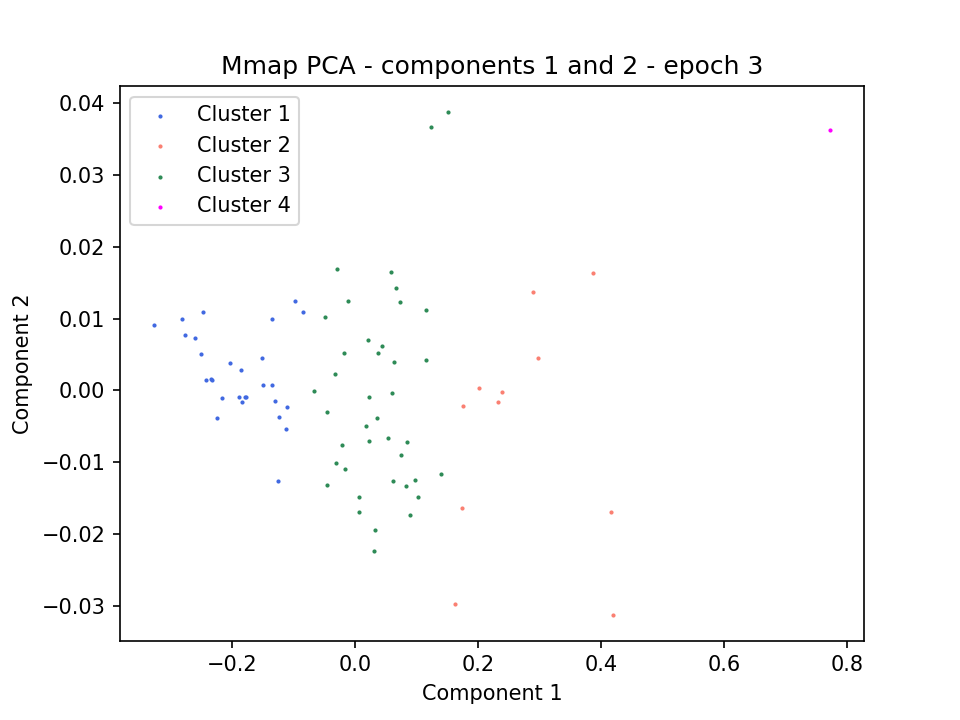 Mmap PCA - components 1 and 2 - epoch 3
Cluster 1
Cluster 2
Cluster 3
Cluster 4
0.04
0.03
0.02
0.01
0.00
−0.01
−0.02
−0.03
Component 2
−0.2 0.0 0.2 0.4 0.6 0.8
Component 1